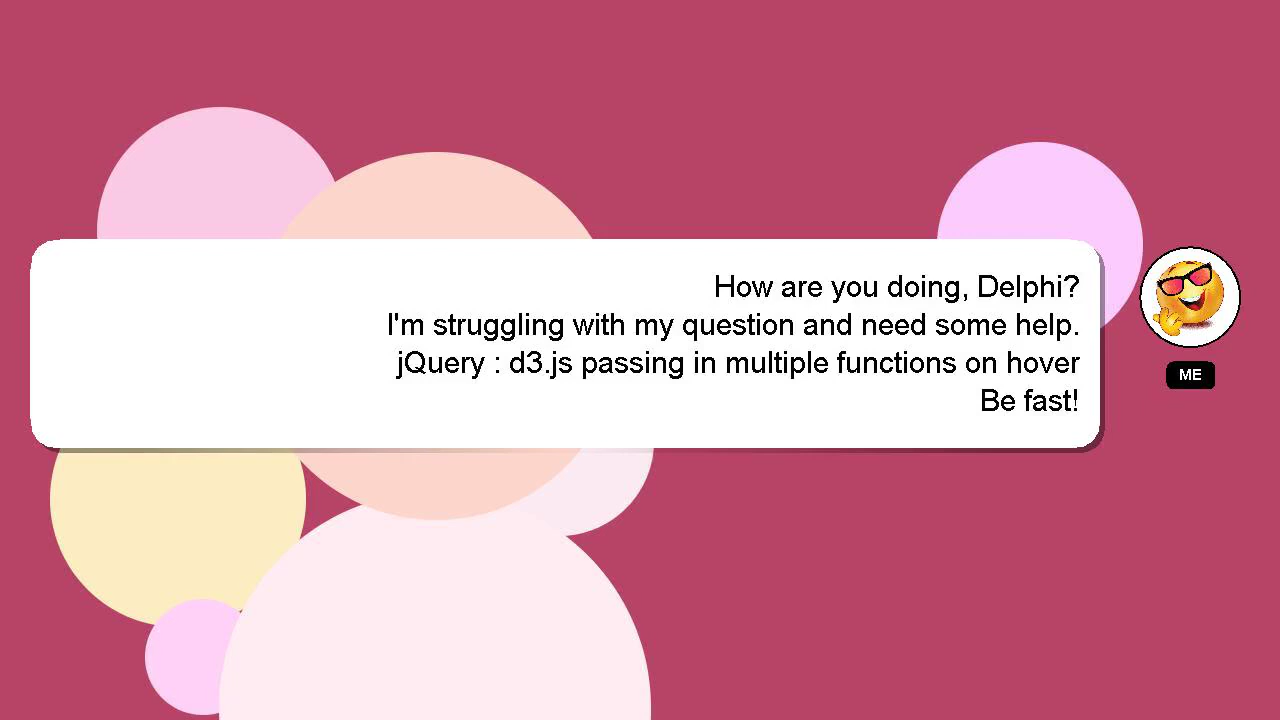 How are you doing, Delphi?
I'm struggling with my question and need some help.
jQuery : d3.js passing in multiple functions on hover
Be fast!
ME